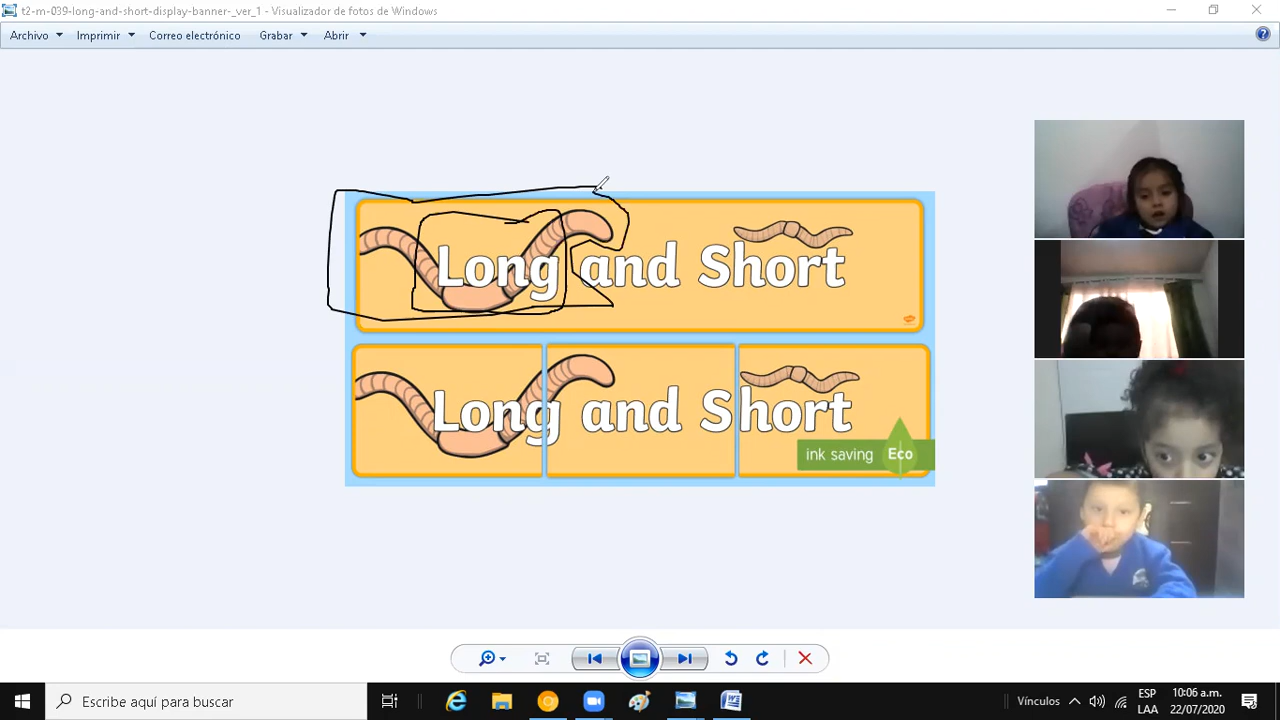 t2-m-039-long-and-short-display-banner-_ver_1 - Visualizador de fotos de Windows
Archivo Imprimir Correo electrónico Grabar Abrir
Long and Short
Long and Short
ink saving Eco
Escribe aquí para buscar
Vínculos
ESP
LAA
10:06 a.m.
22/07/2020